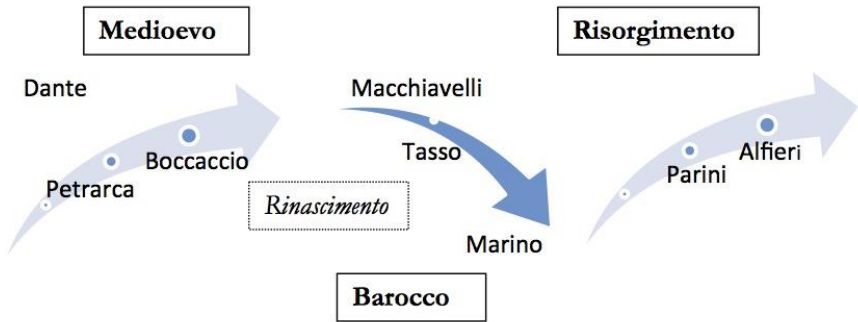 Medioevo
Risorgimento
Dante
Macchiavelli
Petrarca
Boccaccio
Tasso
Parini
Alfieri
Rinascimento
Marino
Barocco